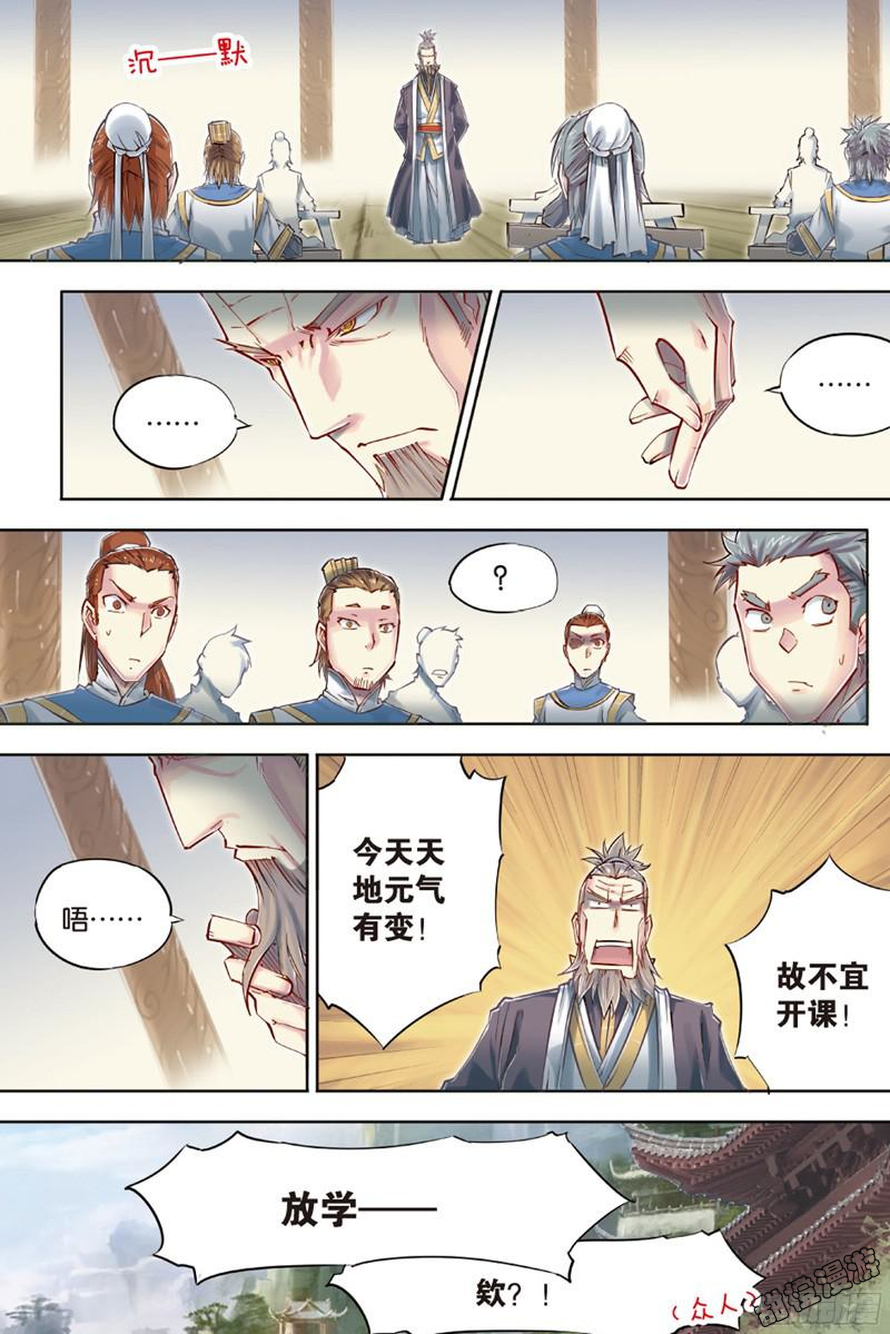 沉——默
……
……
?
唔……
今天天
地元气
有变!
故不宜
开课!
放学——
欸?!
(众人)